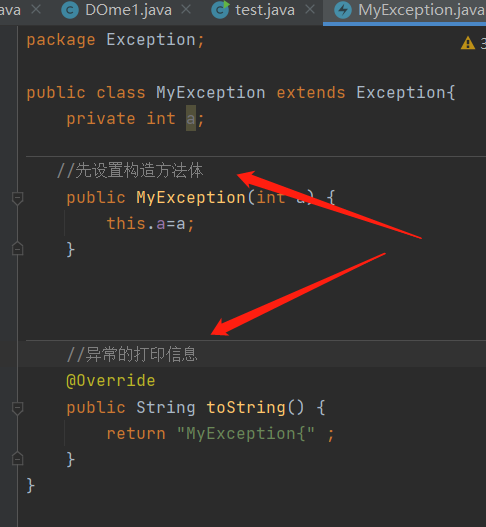 ava DOme1.java test.java MyException.java
package Exception; 3
public class MyException extends Exception{
private int a;
//先设置构造方法体
public MyException(int a) {
this.a=a;
}
//异常的打印信息
@Override
public String toString() {
return "MyException{" ;
}
}